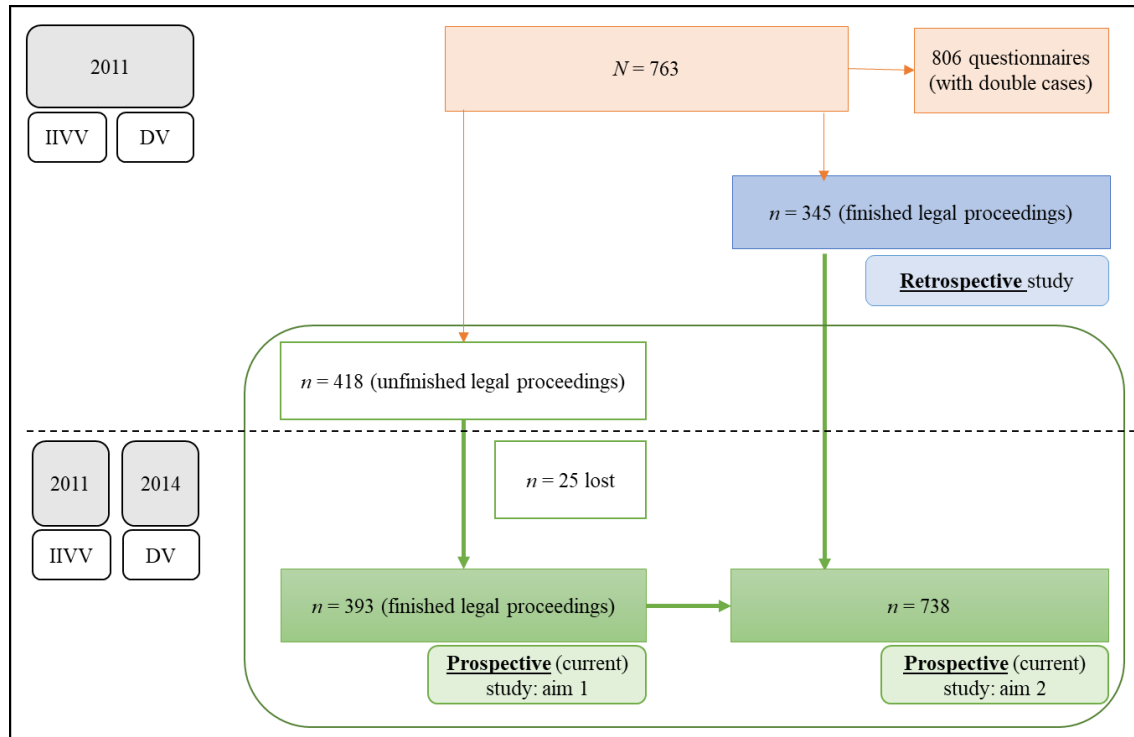 2011
IIVV
DV
N = 763
806 questionnaires
(with double cases)
n = 345 (finished legal proceedings)
Retrospective study
n = 418 (unfinished legal proceedings)
2011
2014
IIVV
DV
n = 25 lost
n = 393 (finished legal proceedings)
n = 738
Prospective (current)
study: aim 1
Prospective (current)
study: aim 2